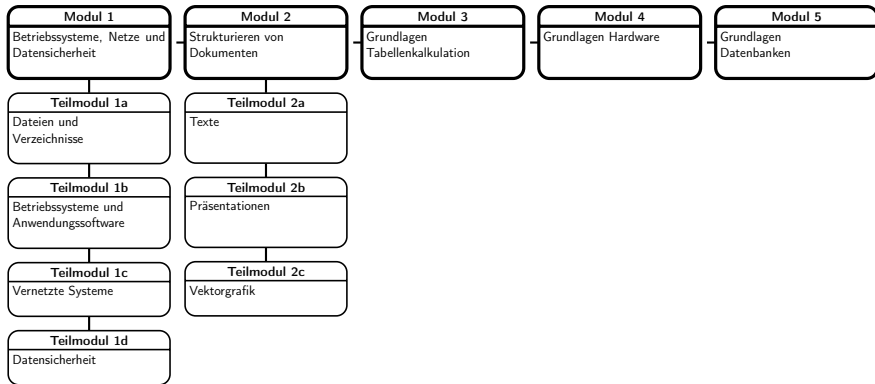 Modul 1
Betriebssysteme, Netze und
Datensicherheit
Modul 2
Strukturieren von
Dokumenten
Modul 3
Grundlagen
Tabellenkalkulation
Modul 4
Grundlagen Hardware
Modul 5
Grundlagen
Datenbanken
Teilmodul 1a
Dateien und
Verzeichnisse
Teilmodul 2a
Texte
Teilmodul 1b
Betriebssysteme und
Anwendungssoftware
Teilmodul 2b
Präsentationen
Teilmodul 1c
Vernetzte Systeme
Teilmodul 2c
Vektorgrafik
Teilmodul 1d
Datensicherheit